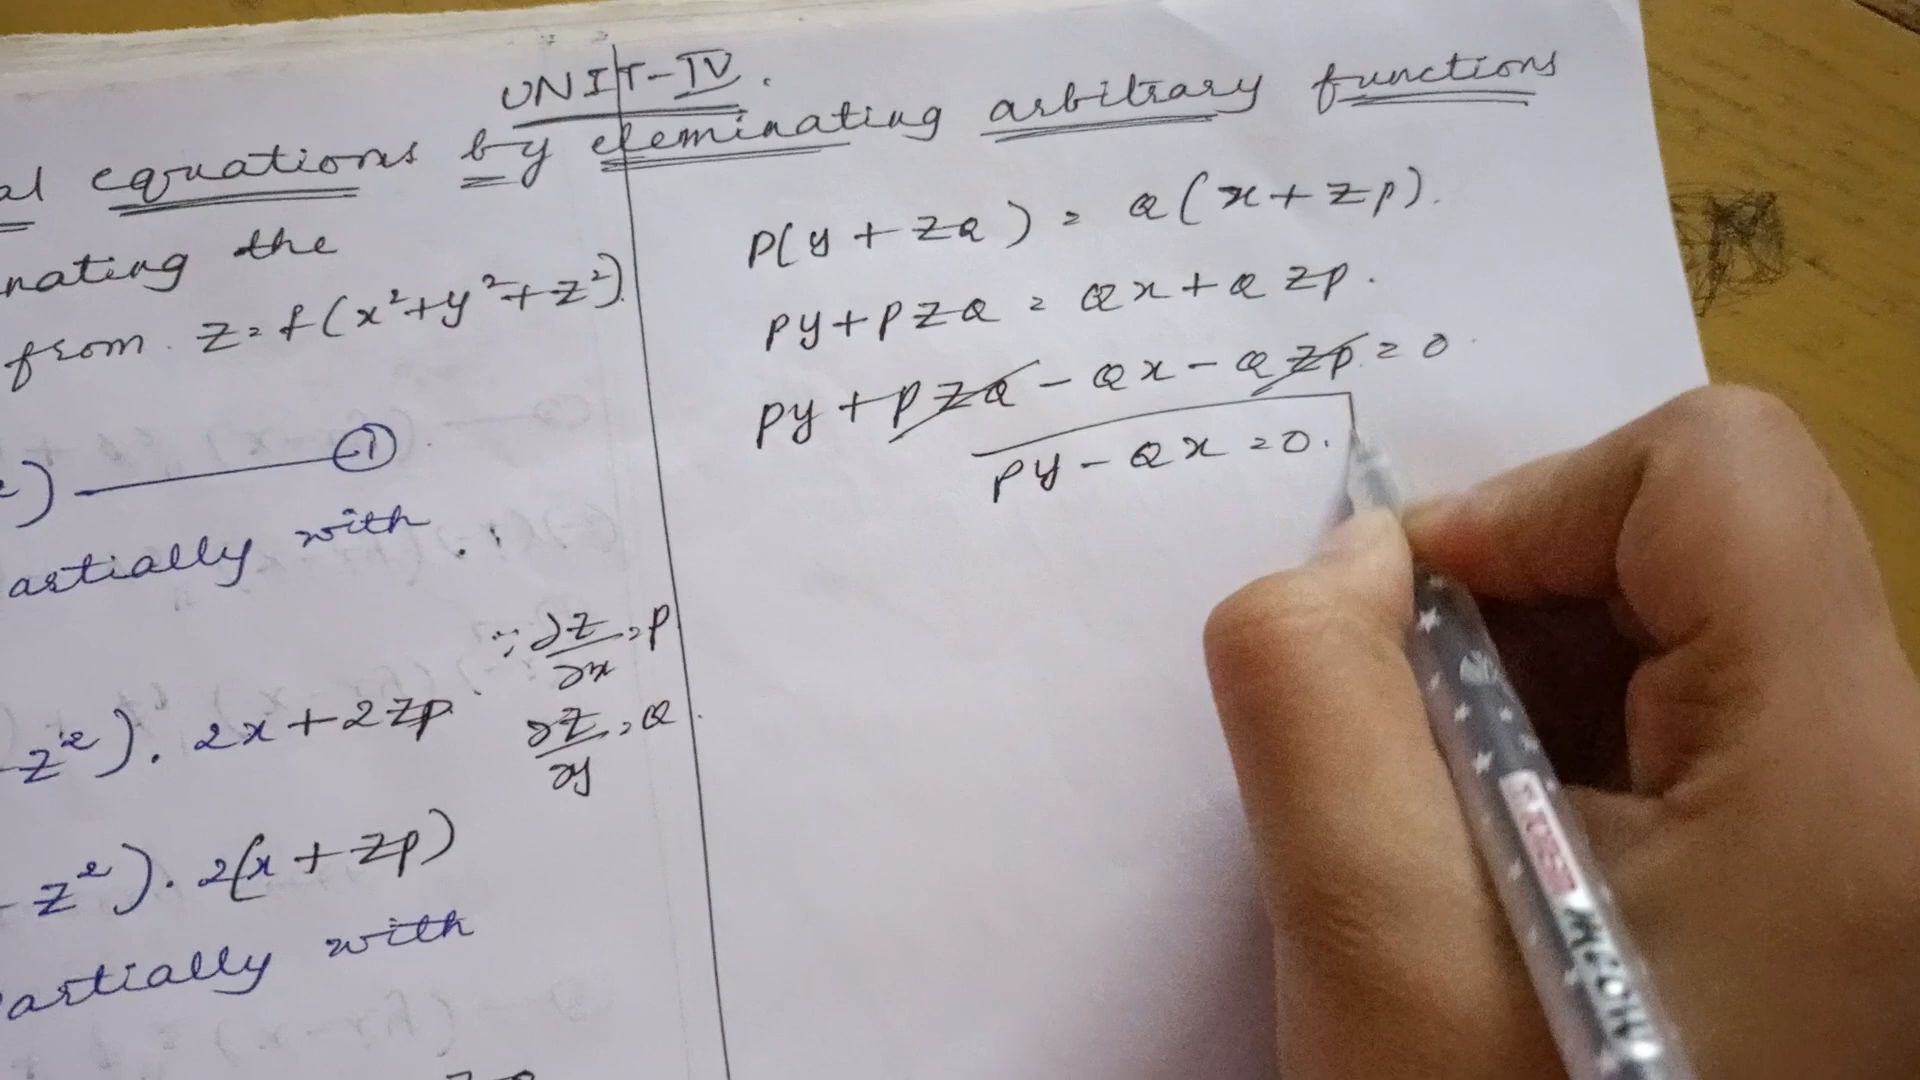 UNIT-IV.
al equations by eleminating arbitrary functions
nating the
from z=f(x²+y²+z²).
²) ——— ①
artially with
∵ ∂z/∂x = p
z²). 2x+2zp
∂z/∂y = Q
z²). 2(x+zp)
artially with
P(y+zQ) = Q(x+zp).
Py+PzQ = Qx+Qzp.
Py+PzQ-Qx-Qzp=0
Py-Qx=0.